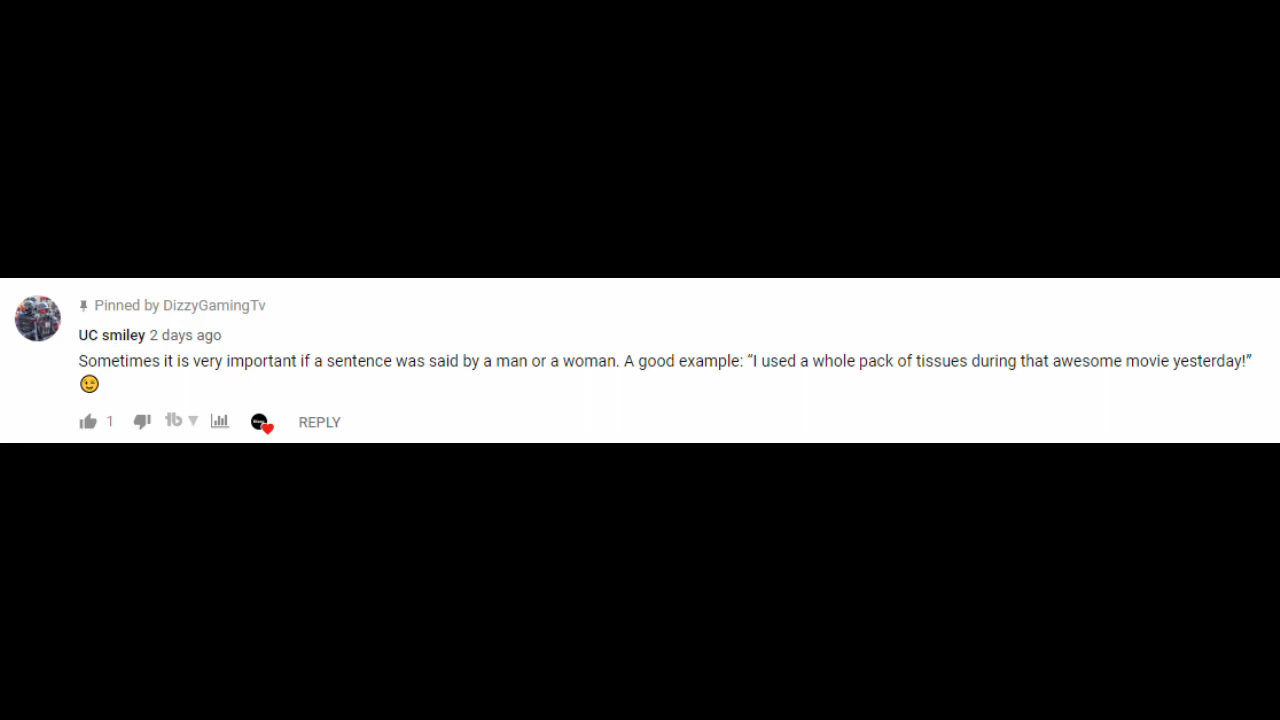 Pinned by DizzyGamingTv
UC smiley 2 days ago
Sometimes it is very important if a sentence was said by a man or a woman. A good example: “I used a whole pack of tissues during that awesome movie yesterday!”
😉
1 REPLY